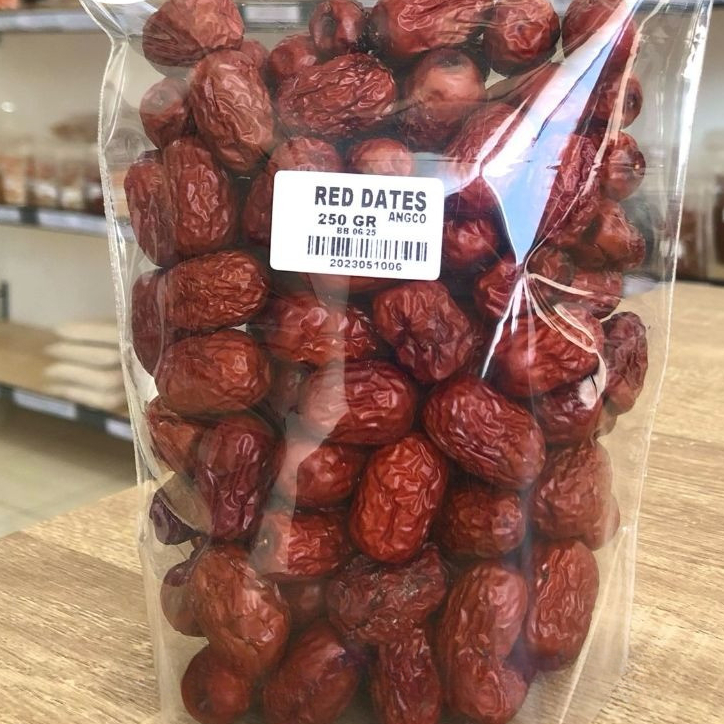 RED DATES
250 GR ANGCO
BB 06 25
2023051006